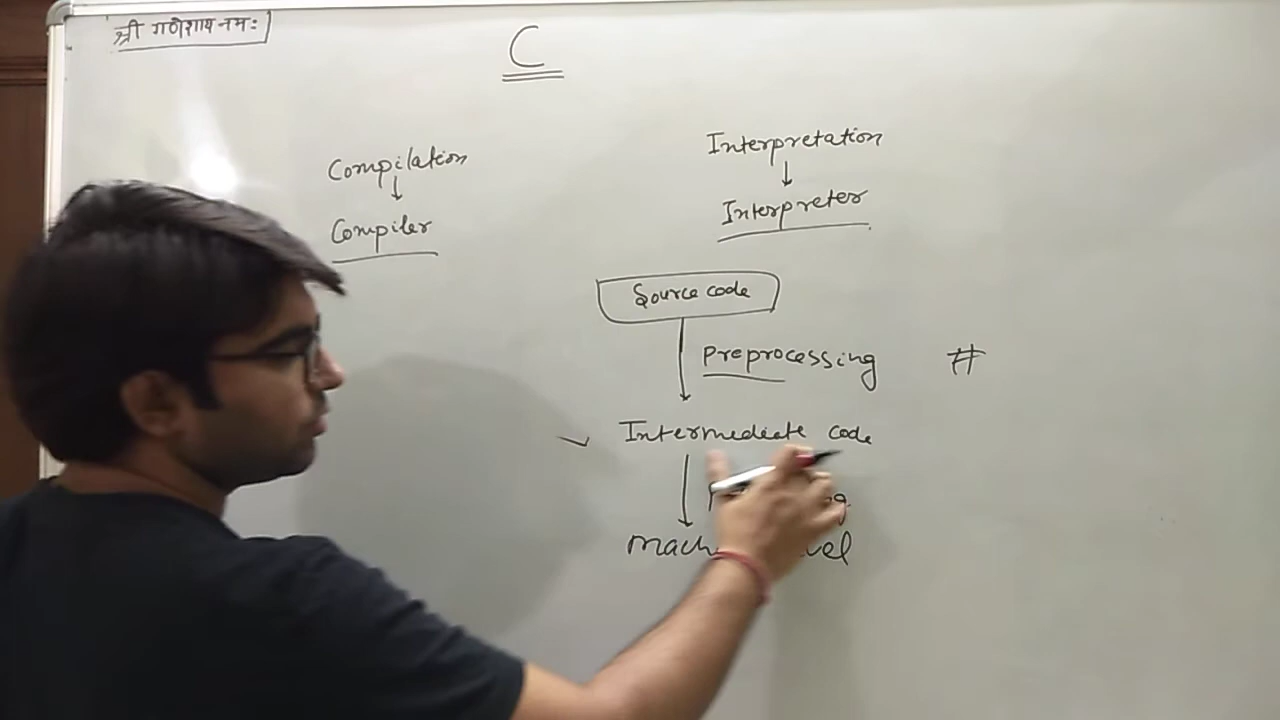 श्री गणेशाय नमः
C
Compilation
Compiler
Interpretation
Interpreter
Source code
Preprocessing #
Intermediate code